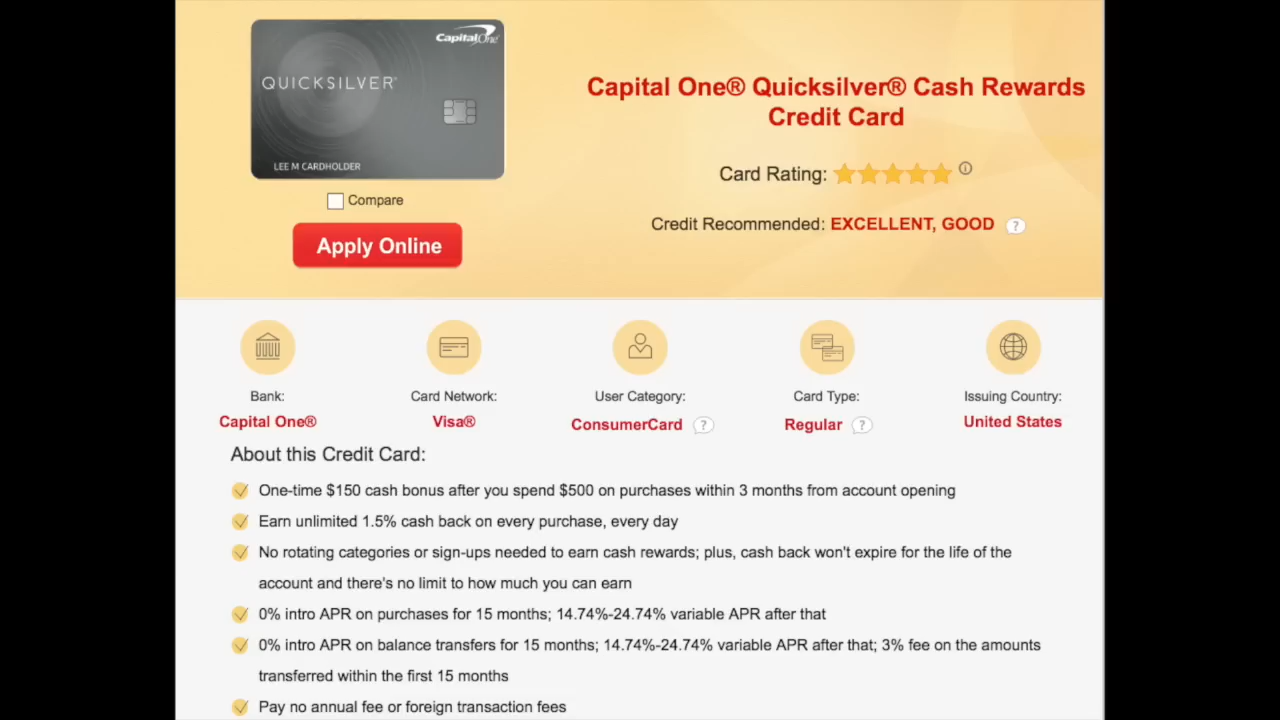 Capital One
QUICKSILVER
LEE M CARDHOLDER
Compare
Apply Online
Capital One® Quicksilver® Cash Rewards
Credit Card
Card Rating:
Credit Recommended: EXCELLENT, GOOD ?
Bank:
Capital One®
Card Network:
Visa®
User Category:
ConsumerCard ?
Card Type:
Regular ?
Issuing Country:
United States
About this Credit Card:
One-time $150 cash bonus after you spend $500 on purchases within 3 months from account opening
Earn unlimited 1.5% cash back on every purchase, every day
No rotating categories or sign-ups needed to earn cash rewards; plus, cash back won't expire for the life of the
account and there's no limit to how much you can earn
0% intro APR on purchases for 15 months; 14.74%-24.74% variable APR after that
0% intro APR on balance transfers for 15 months; 14.74%-24.74% variable APR after that; 3% fee on the amounts
transferred within the first 15 months
Pay no annual fee or foreign transaction fees